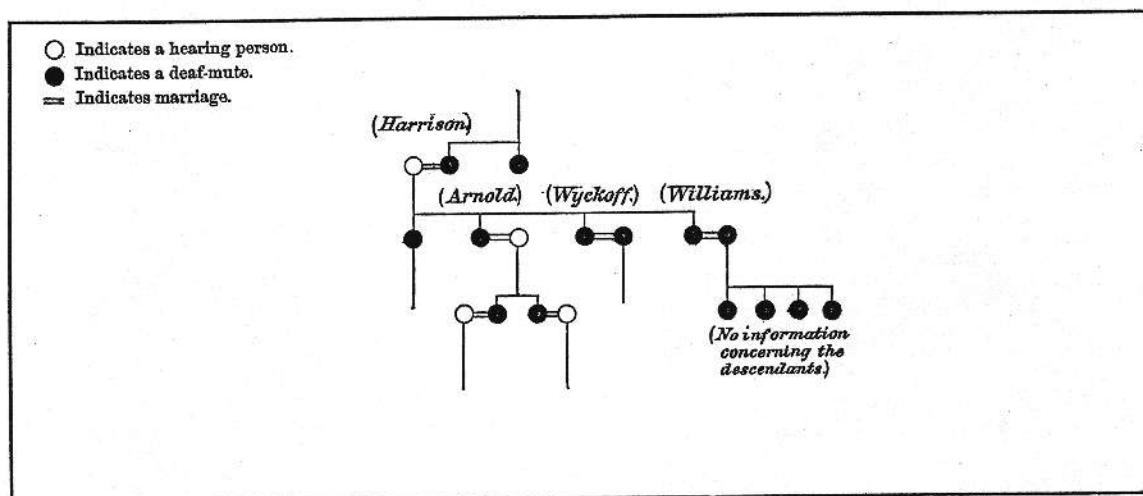 Indicates a hearing person.
Indicates a deaf-mute.
Indicates marriage.
(Harrison)
(Arnold.) (Wyckoff.) (Williams.)
(No information
concerning the
descendants.)